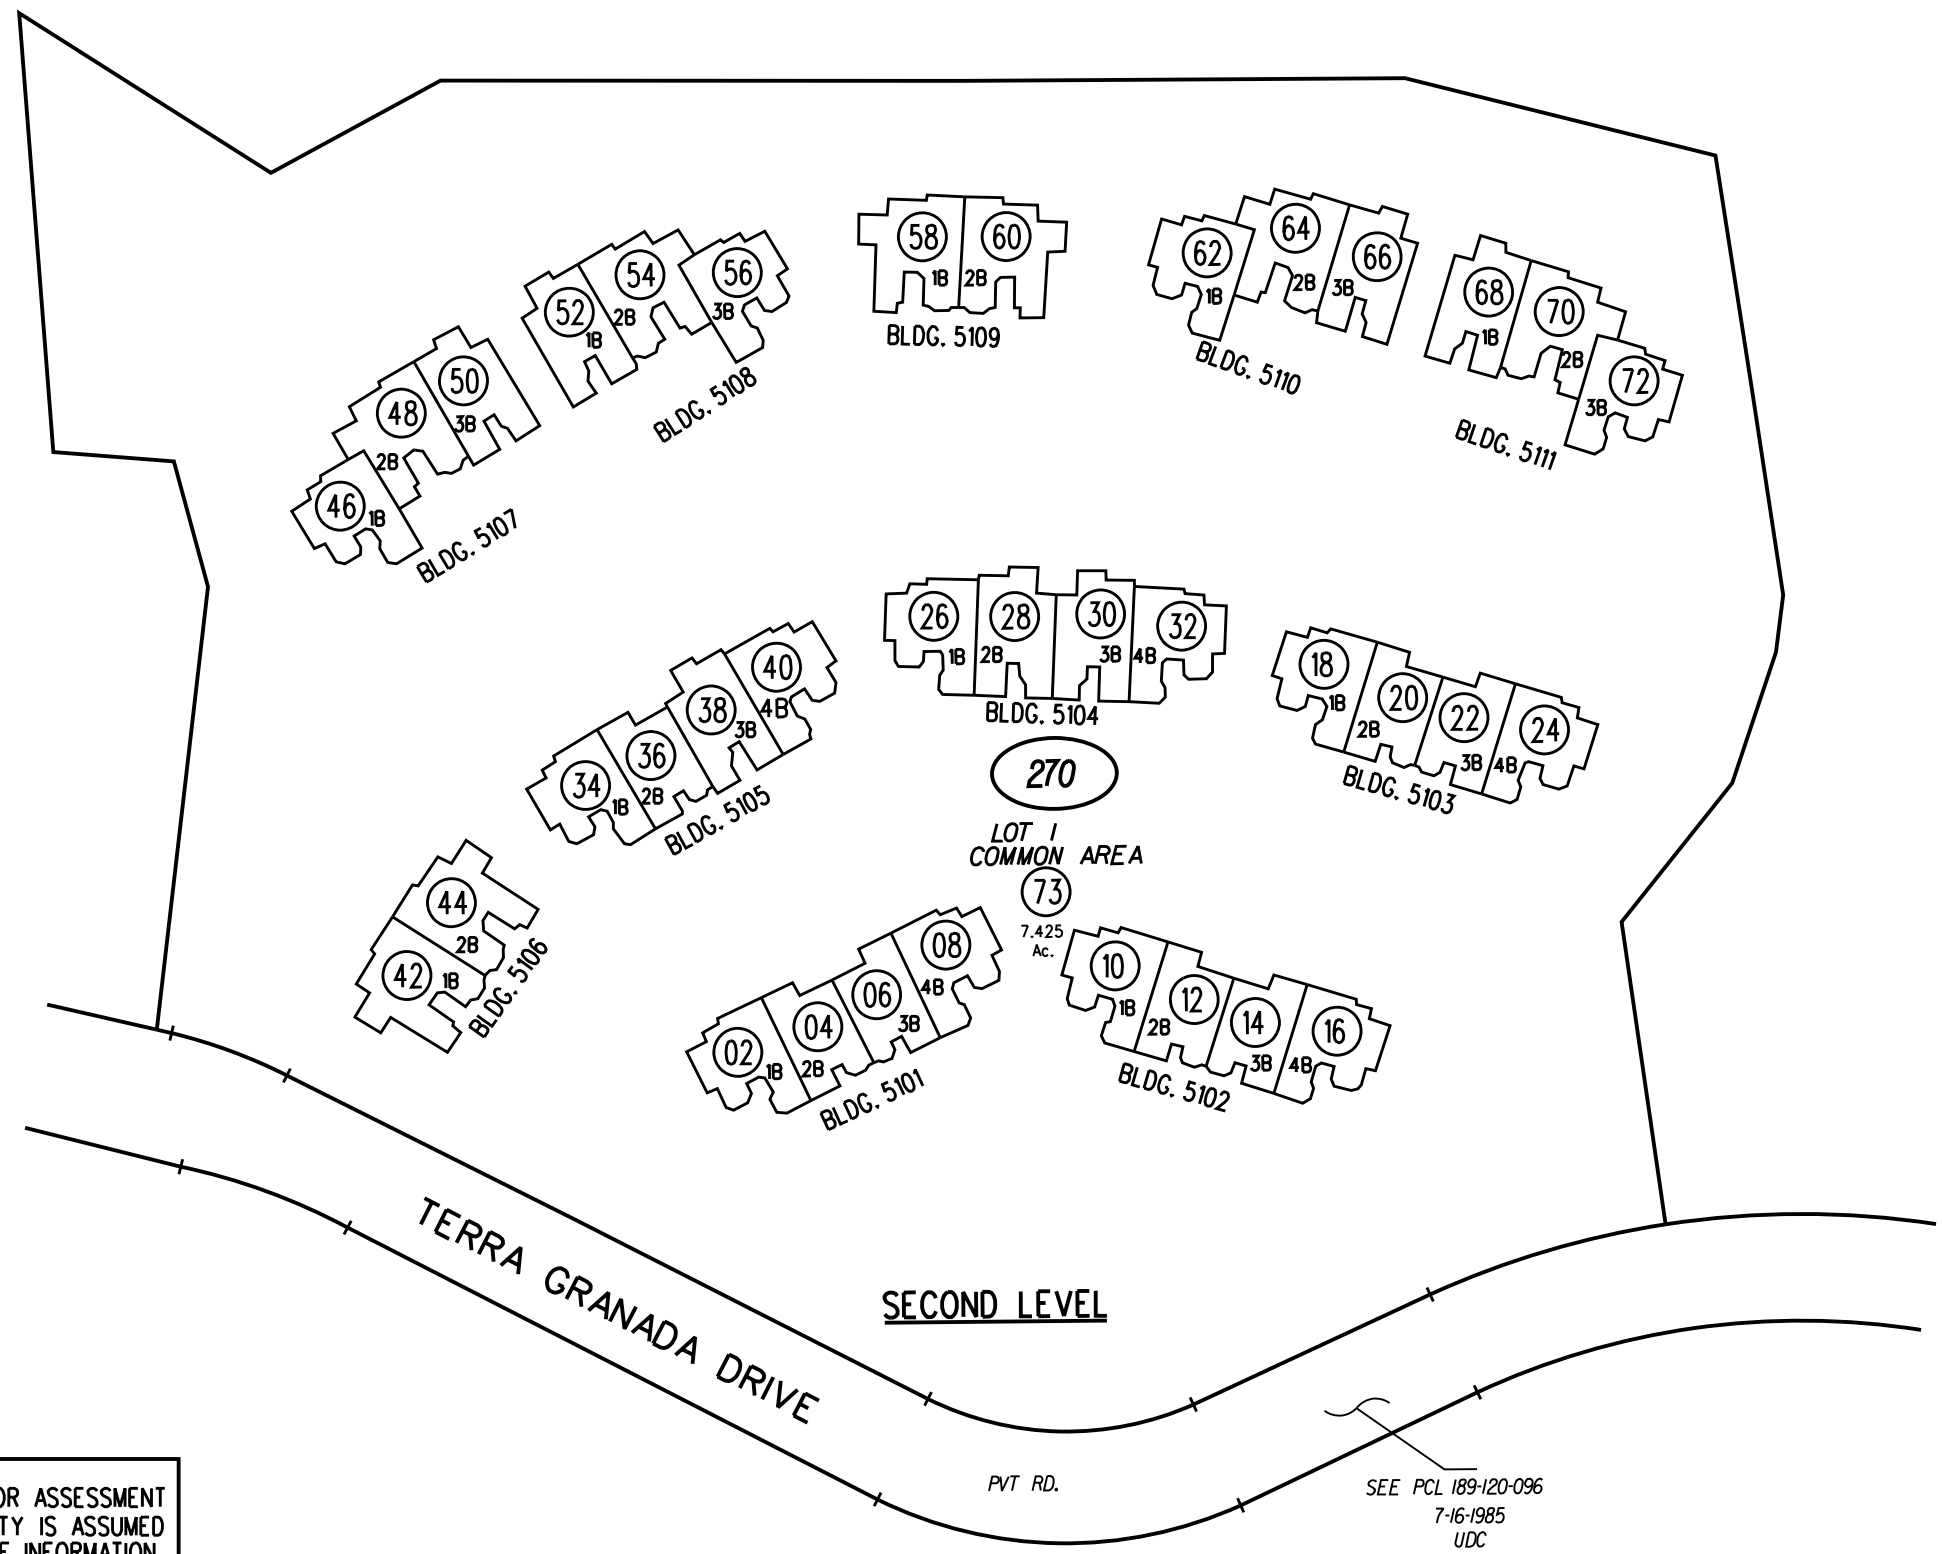 58
60
1B
2B
BLDG. 5109
62
64
66
1B
2B
3B
BLDG. 5110
68
70
72
1B
2B
3B
BLDG. 5111
52
54
56
1B
2B
3B
BLDG. 5108
46
48
50
1B
2B
3B
BLDG. 5107
26
28
30
32
1B
2B
3B
4B
BLDG. 5104
270
LOT 1
COMMON AREA
73
7.425
Ac.
18
20
22
24
1B
2B
3B
4B
BLDG. 5103
34
36
38
40
1B
2B
3B
4B
BLDG. 5105
42
44
1B
2B
BLDG. 5106
02
04
06
08
1B
2B
3B
4B
BLDG. 5101
10
12
14
16
1B
2B
3B
4B
BLDG. 5102
TERRA GRANADA DRIVE
SECOND LEVEL
PVT RD.
SEE PCL 189-120-096
7-16-1985
UDC
OR ASSESSMENT
TY IS ASSUMED
E INFORMATION